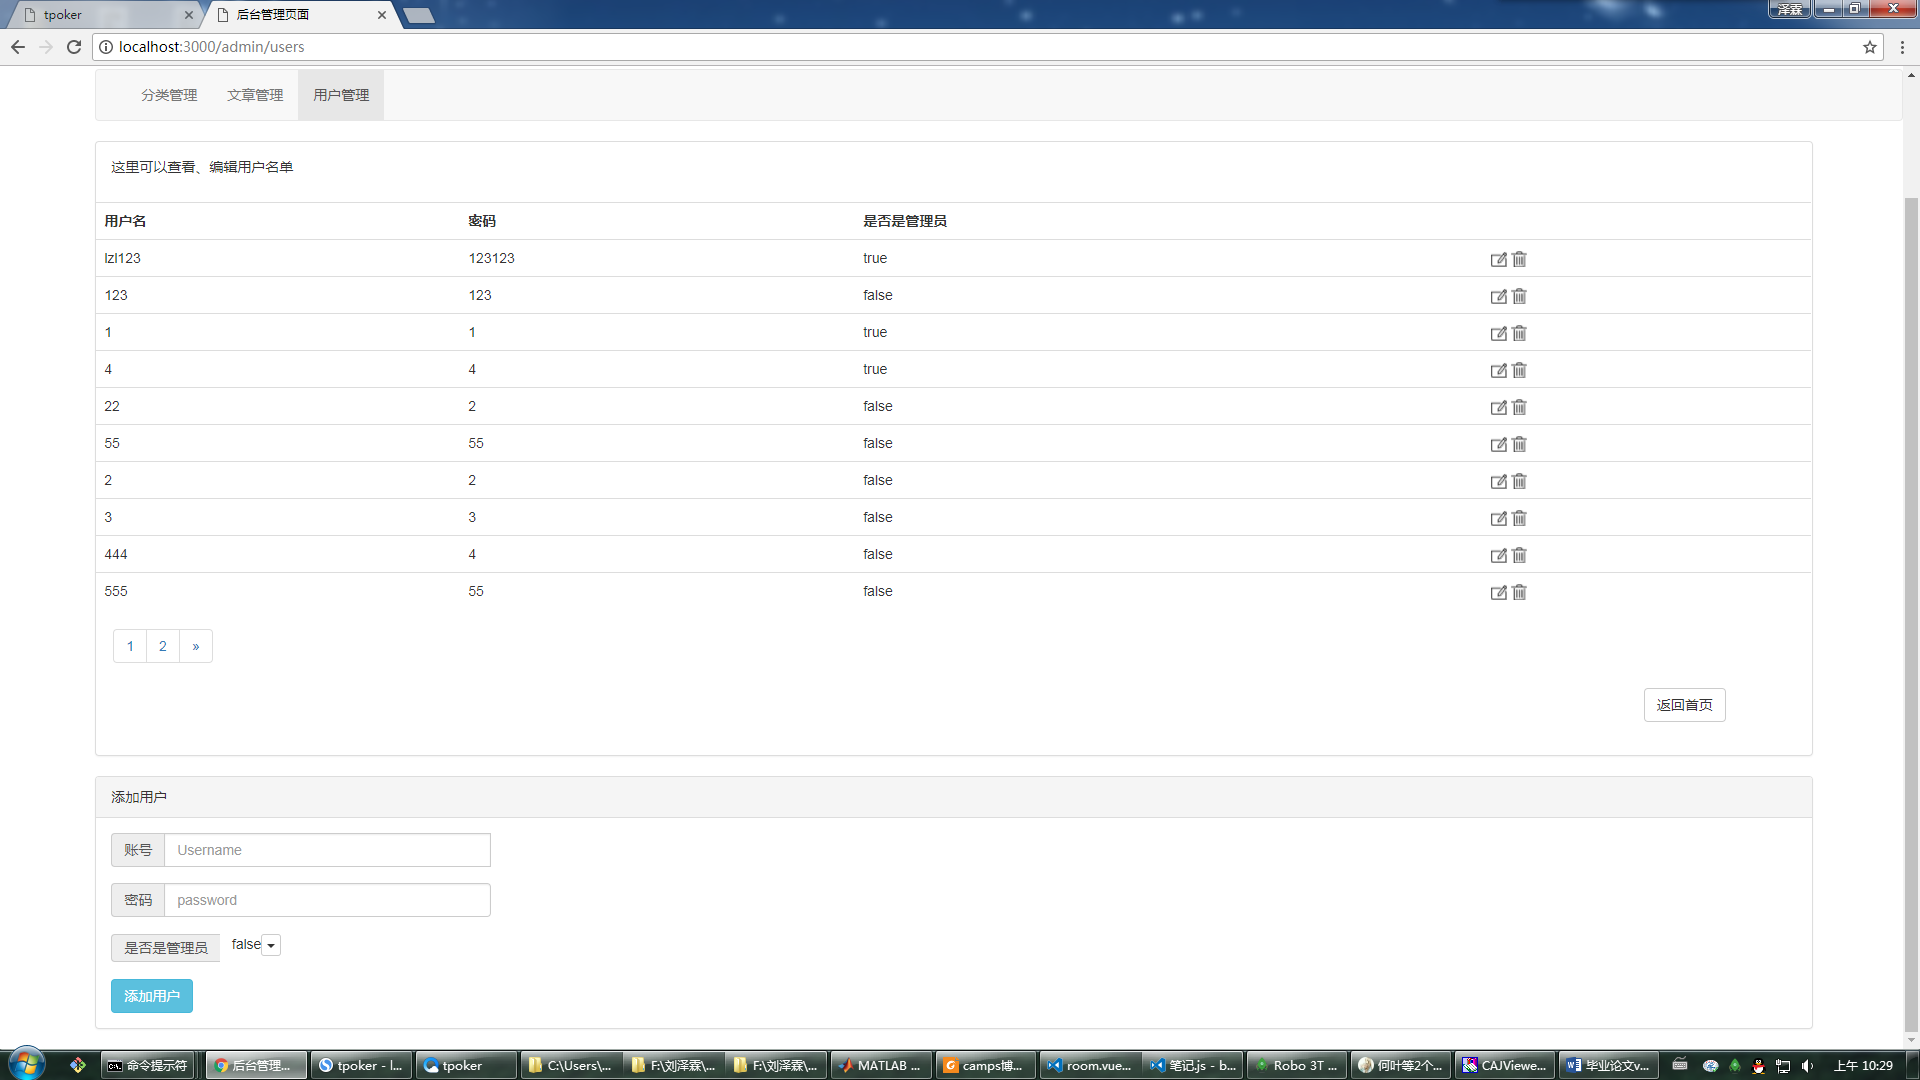 tpoker 后台管理页面 泽霖
localhost:3000/admin/users
分类管理 文章管理 用户管理
这里可以查看、编辑用户名单
用户名 密码 是否是管理员
lzl123 123123 true
123 123 false
1 1 true
4 4 true
22 2 false
55 55 false
2 2 false
3 3 false
444 4 false
555 55 false
1 2 »
返回首页
添加用户
账号 Username
密码 password
是否是管理员 false
添加用户
命令提示符 后台管理... tpoker - l... tpoker C:\Users\... F:\刘泽霖\... F:\刘泽霖\... MATLAB ... camps博... room.vue... 笔记.js - b... Robo 3T ... 何叶等2个... CAJViewe... 毕业论文v... 上午 10:29